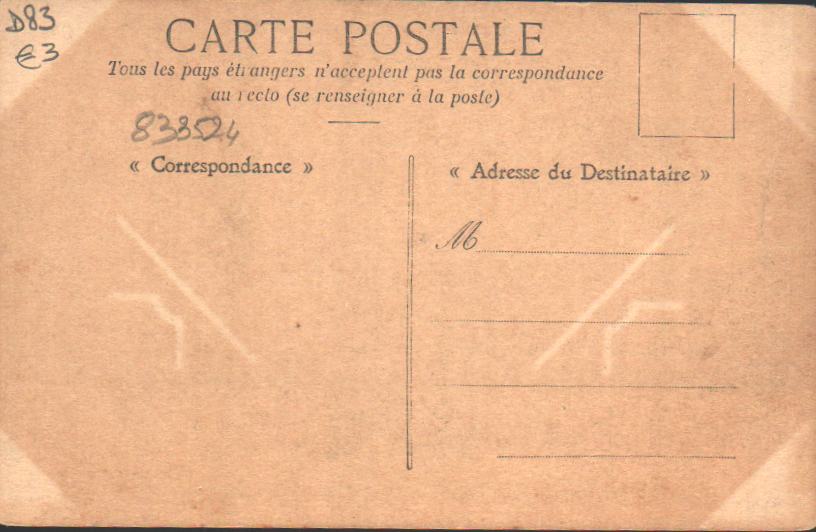 D83
€3
CARTE POSTALE
Tous les pays étrangers n'acceptent pas la correspondance
au recto (se renseigner à la poste)
838524
« Correspondance »
« Adresse du Destinataire »
M